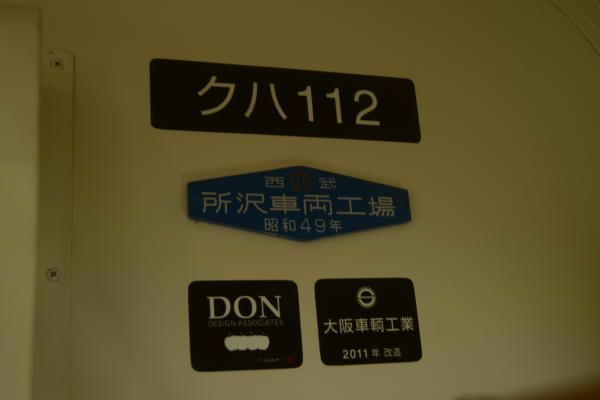 クハ112
西武
所沢車両工場
昭和49年
DON
DESIGN ASSOCIATES
大阪車輌工業
2011年 改造